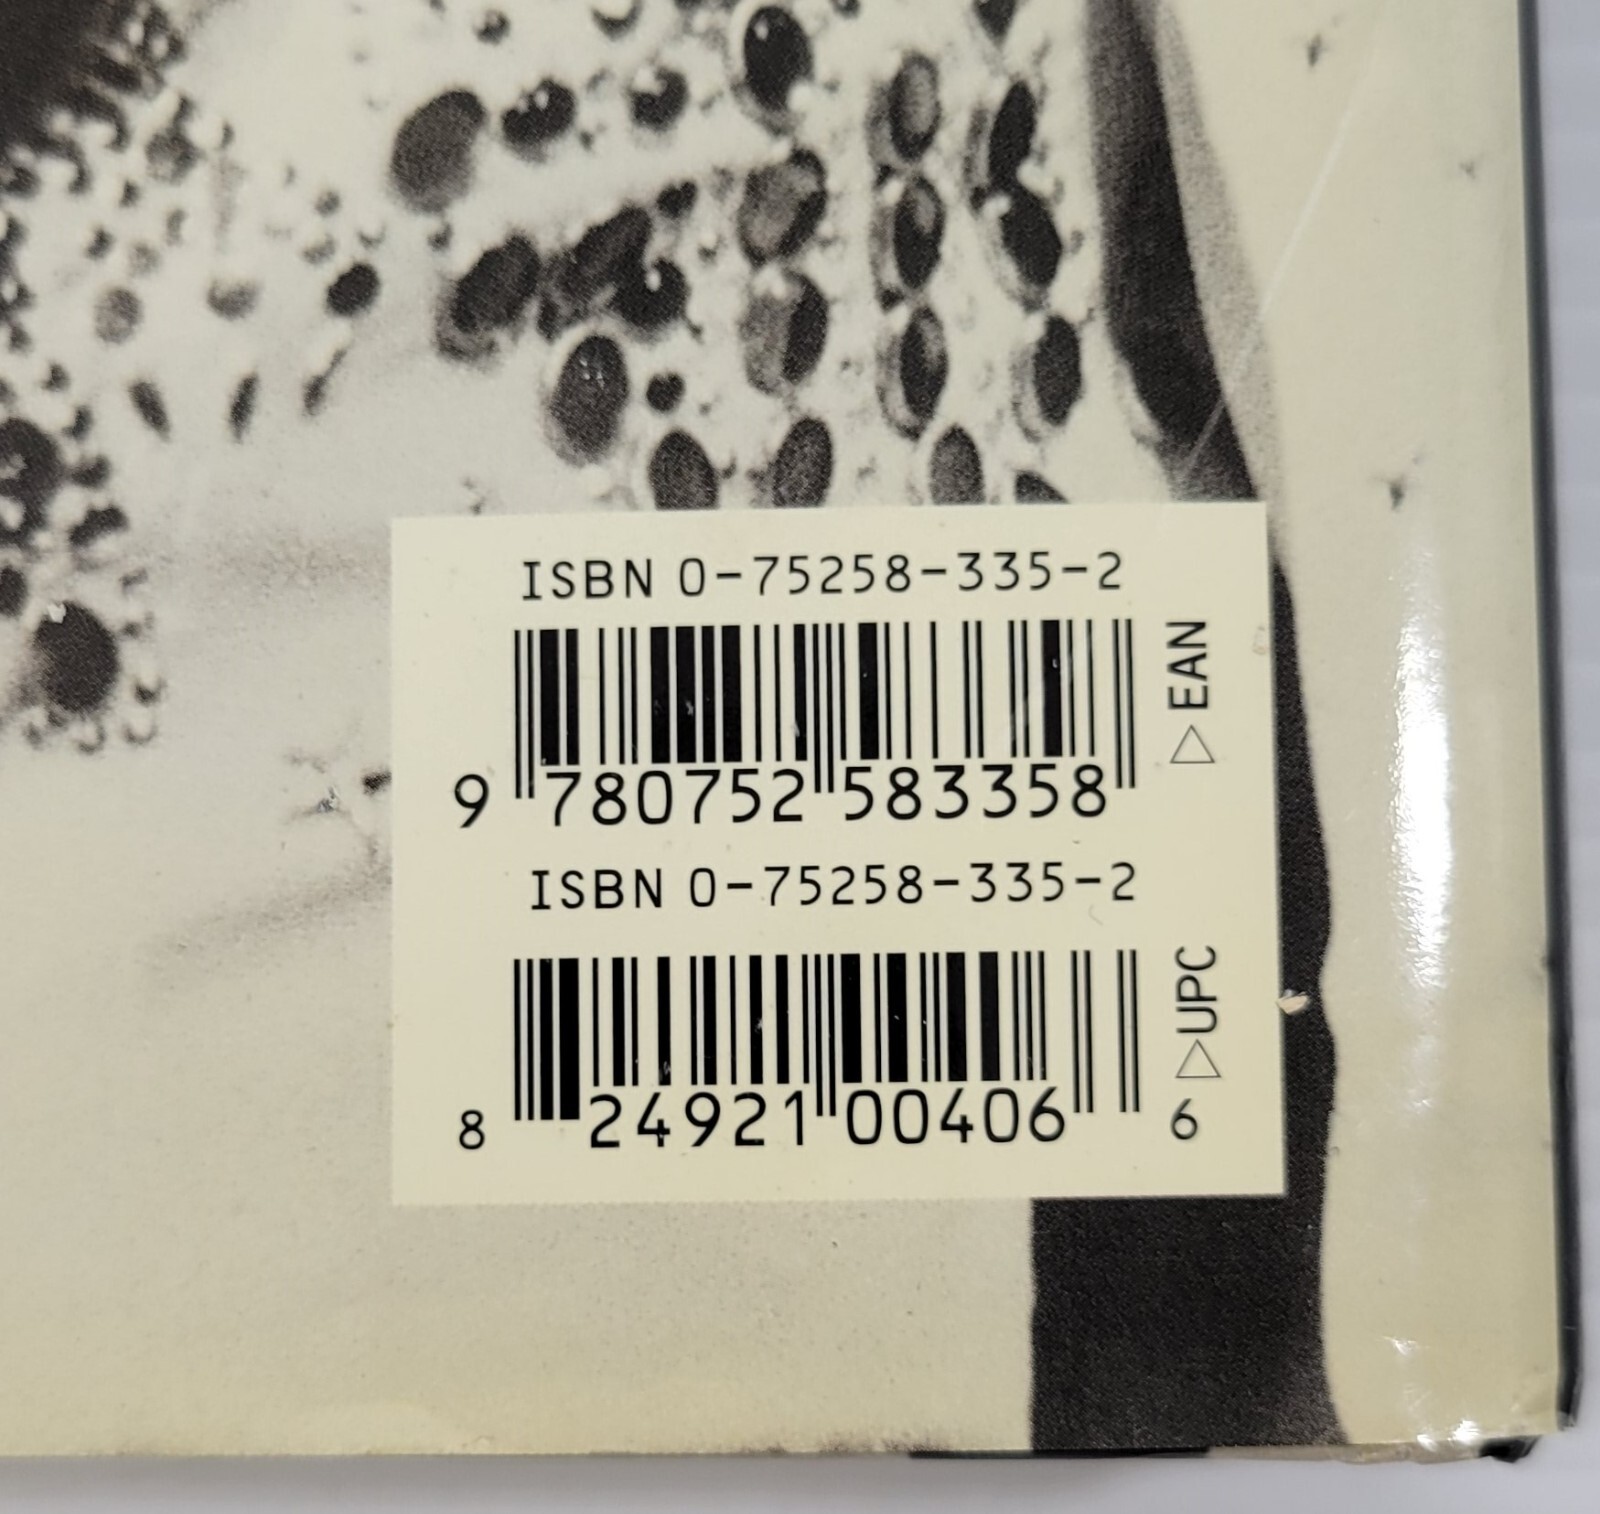 ISBN 0-75258-335-2
▷EAN
9 780752 583358
ISBN 0-75258-335-2
▷UPC
8 24921 00406 6